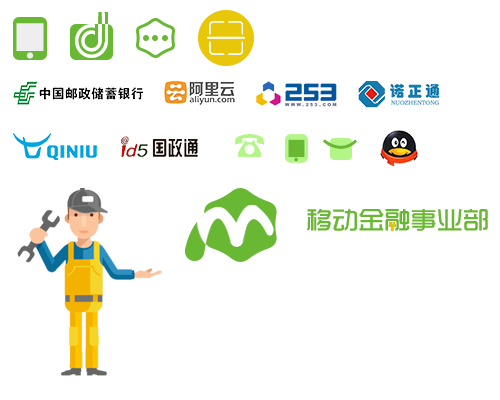 中国邮政储蓄银行
阿里云
aliyun.com
253
WWW.253.COM
诺正通
NUOZHENTONG
QINIU
id5 国政通
移动金融事业部